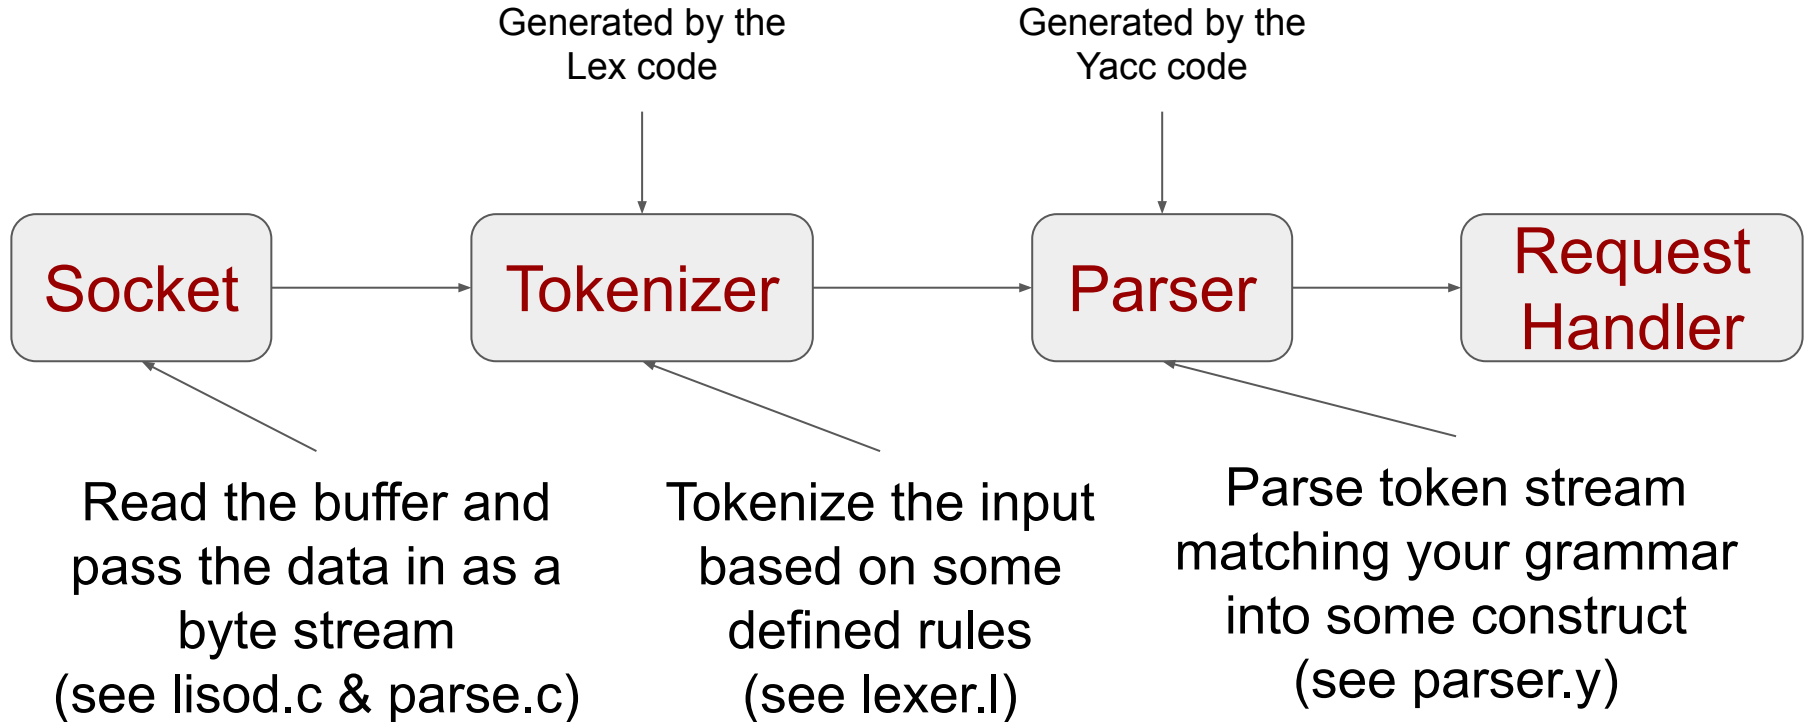 Generated by the
Lex code
Generated by the
Yacc code
Socket
Tokenizer
Parser
Request
Handler
Read the buffer and
pass the data in as a
byte stream
(see lisod.c & parse.c)
Tokenize the input
based on some
defined rules
(see lexer.l)
Parse token stream
matching your grammar
into some construct
(see parser.y)